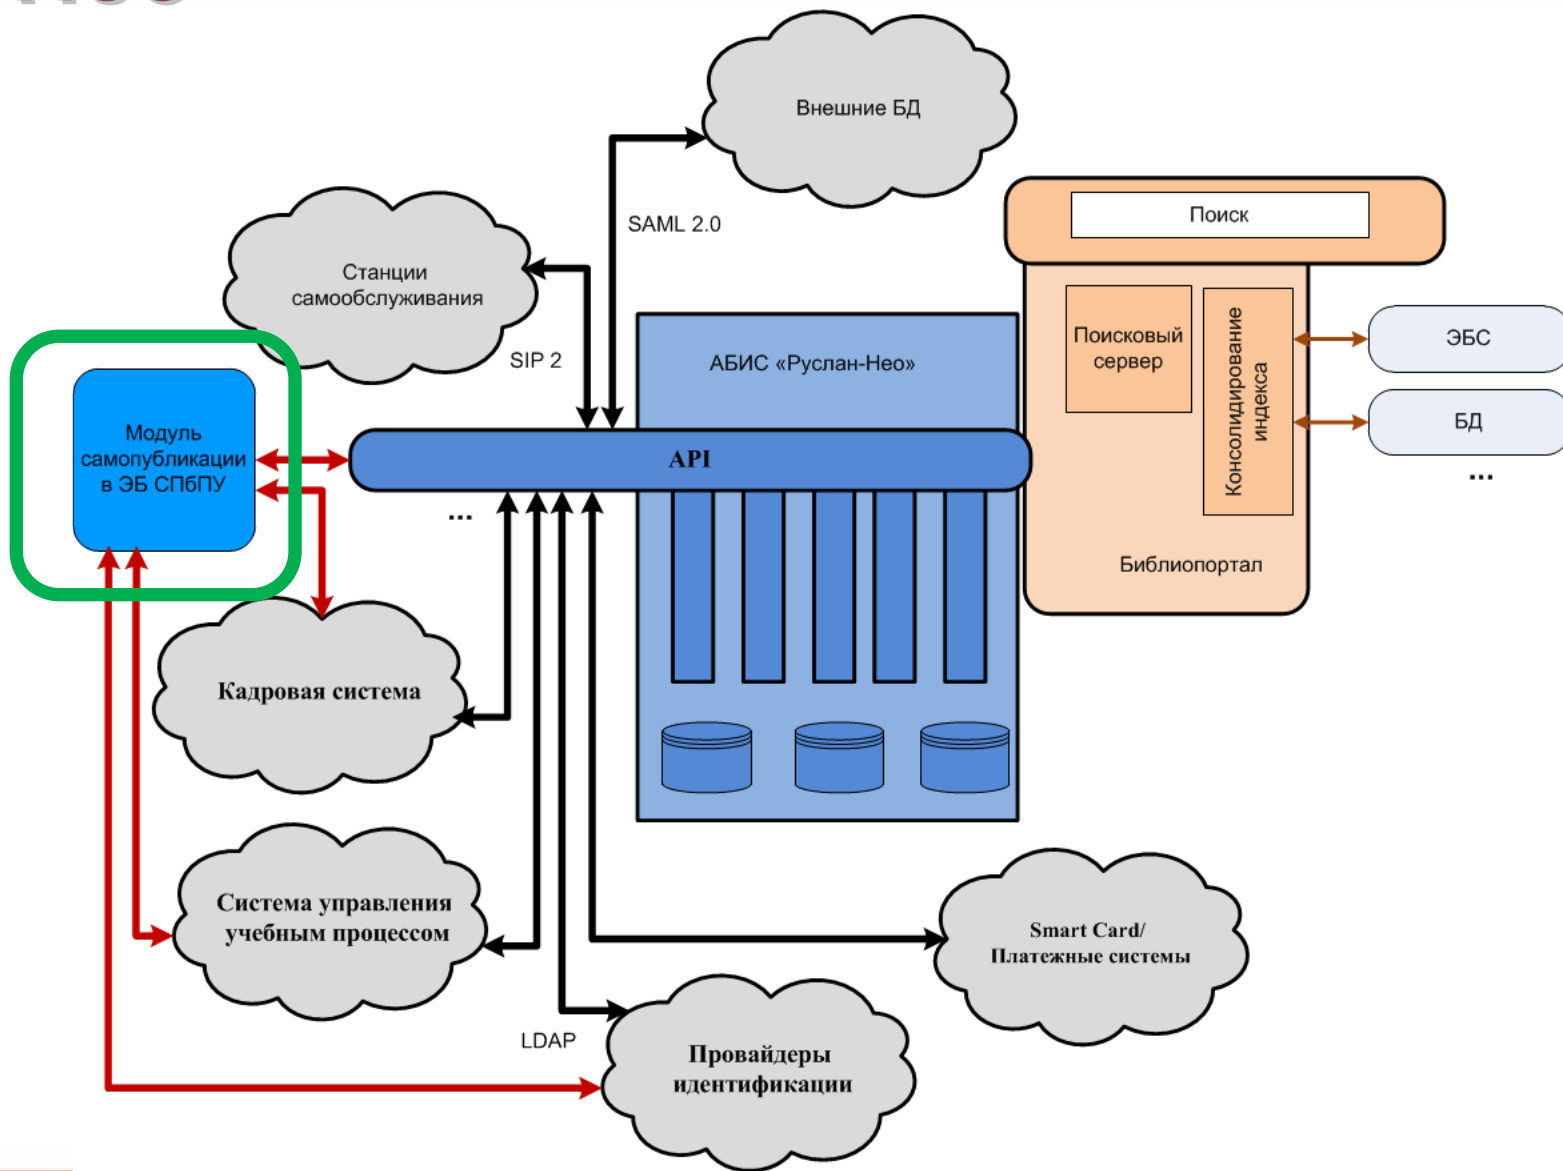 Внешние БД
SAML 2.0
Поиск
Станции
самообслуживания
SIP 2
АБИС «Руслан-Нео»
Поисковый
сервер
Консолидирование
индекса
ЭБС
БД
...
Модуль
самопубликации
в ЭБ СПбПУ
API
...
Библиопортал
Кадровая система
Система управления
учебным процессом
Smart Card/
Платежные системы
LDAP
Провайдеры
идентификации